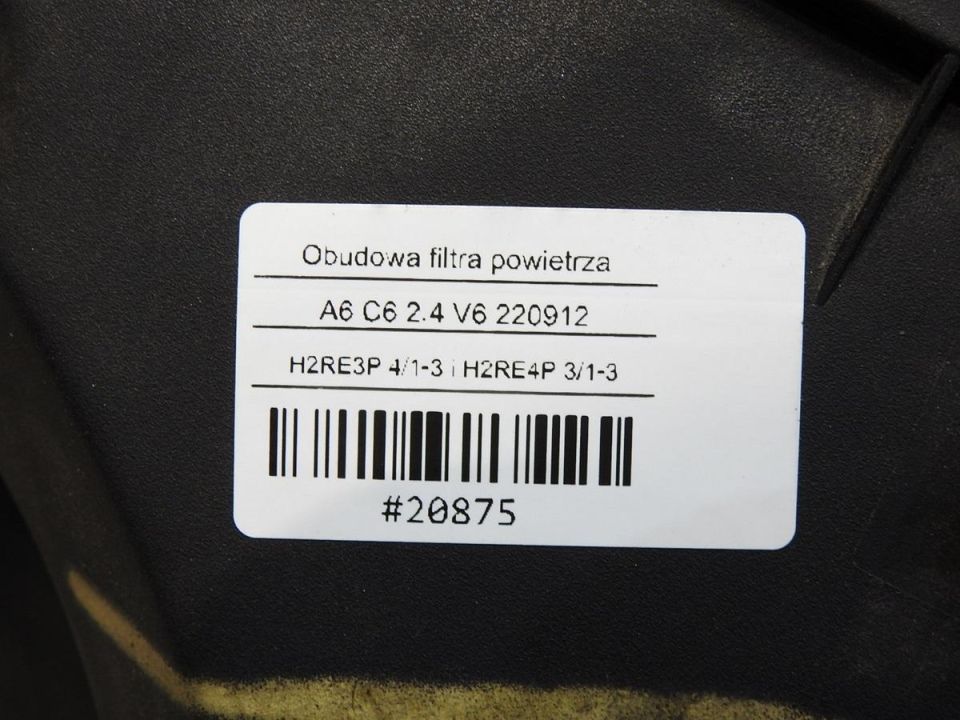 Obudowa filtra powietrza
A6 C6 2.4 V6 220912
H2RE3P 4/1-3 i H2RE4P 3/1-3
#20875